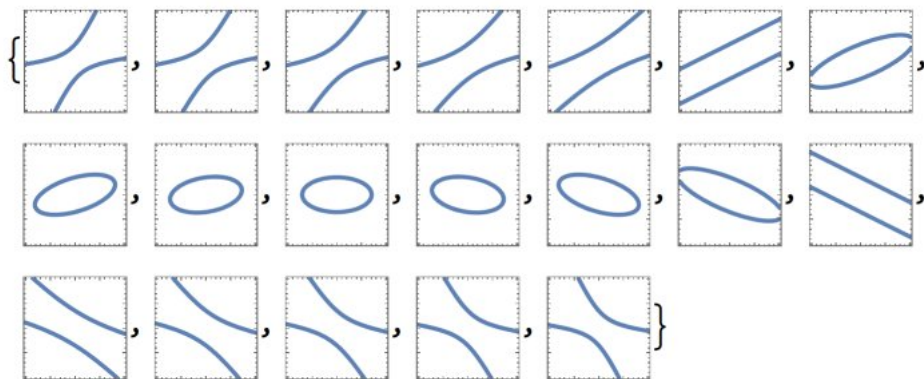 { , , , , , , ,
, , , , , , ,
, , , , }